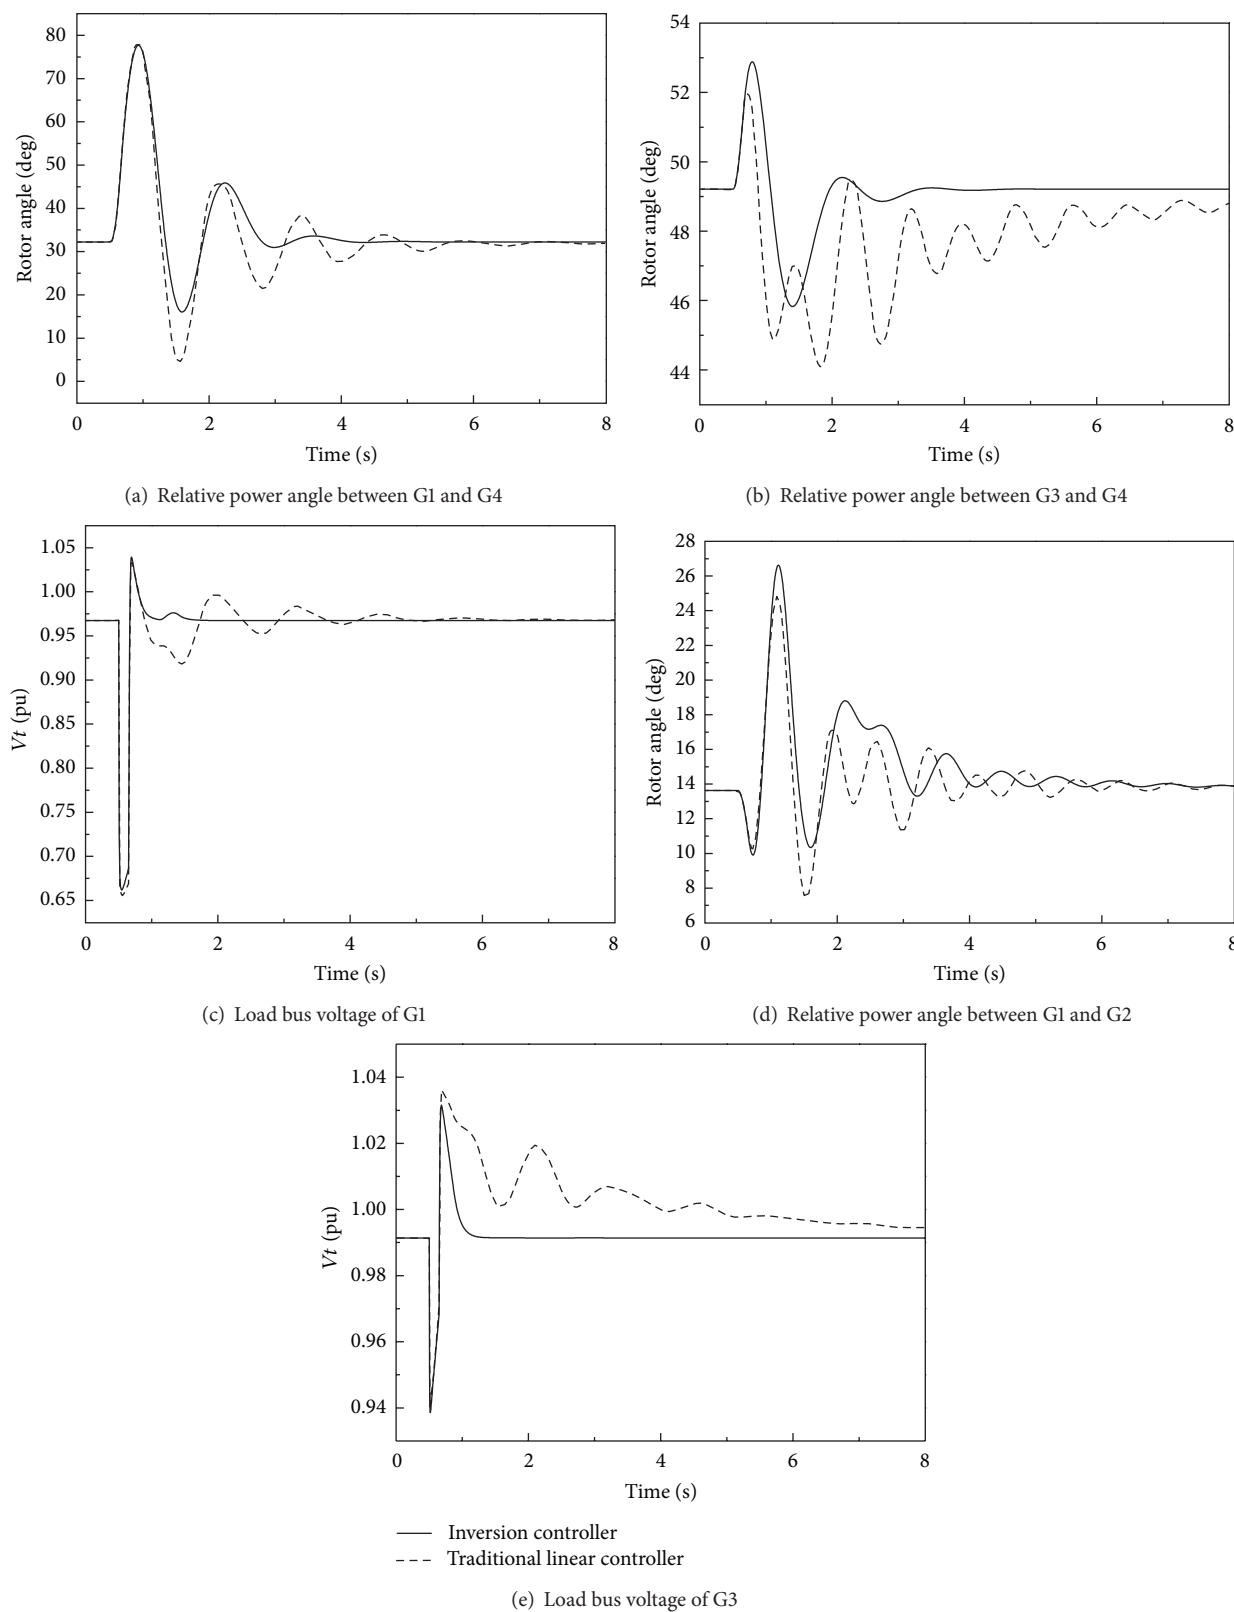 80
70
60
50
40
30
20
10
0
Rotor angle (deg)
0 2 4 6 8
Time (s)
(a) Relative power angle between G1 and G4
54
52
50
48
46
44
Rotor angle (deg)
0 2 4 6 8
Time (s)
(b) Relative power angle between G3 and G4
1.05
1.00
0.95
0.90
0.85
0.80
0.75
0.70
0.65
Vt (pu)
0 2 4 6 8
Time (s)
(c) Load bus voltage of G1
28
26
24
22
20
18
16
14
12
10
8
6
Rotor angle (deg)
0 2 4 6 8
Time (s)
(d) Relative power angle between G1 and G2
1.04
1.02
1.00
0.98
0.96
0.94
Vt (pu)
0 2 4 6 8
Time (s)
Inversion controller
Traditional linear controller
(e) Load bus voltage of G3